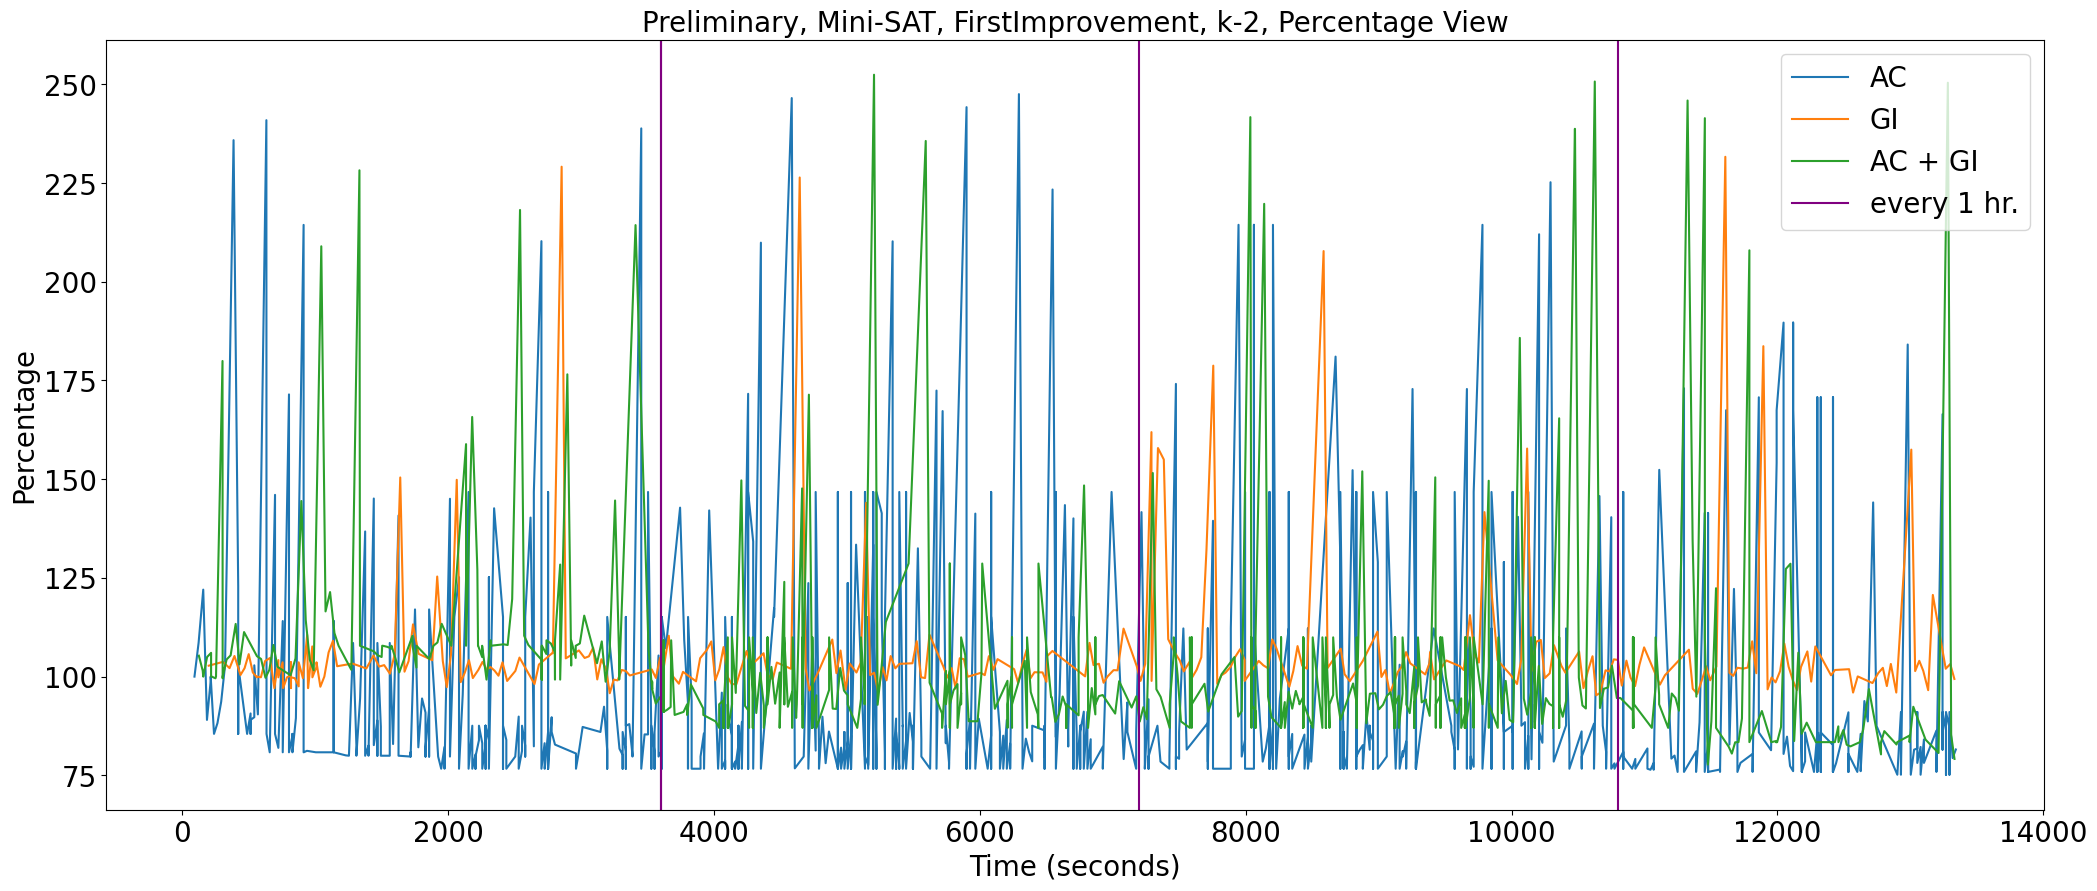 Preliminary, Mini-SAT, FirstImprovement, k-2, Percentage View
Percentage
250
225
200
175
150
125
100
75
AC
GI
AC + GI
every 1 hr.
0 2000 4000 6000 8000 10000 12000 14000
Time (seconds)